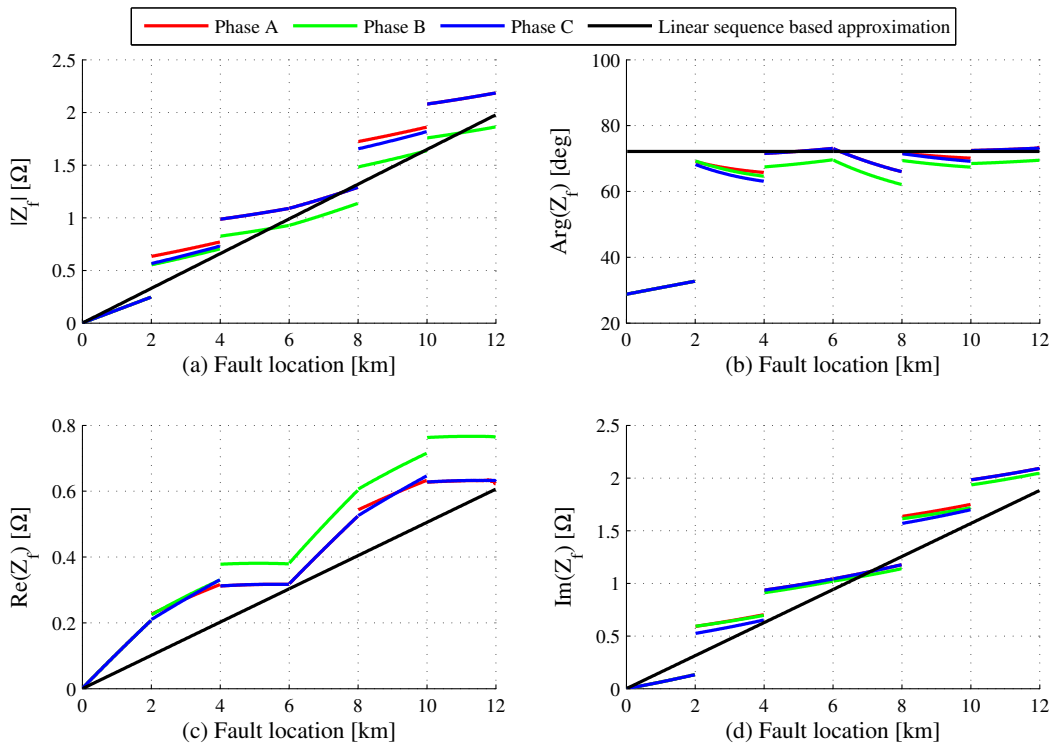 Phase A Phase B Phase C Linear sequence based approximation
2.5
2
1.5
1
0.5
0
0 2 4 6 8 10 12
|Z_f| [Ω]
(a) Fault location [km]
100
80
60
40
20
0 2 4 6 8 10 12
Arg(Z_f) [deg]
(b) Fault location [km]
0.8
0.6
0.4
0.2
0
0 2 4 6 8 10 12
Re(Z_f) [Ω]
(c) Fault location [km]
2.5
2
1.5
1
0.5
0
0 2 4 6 8 10 12
Im(Z_f) [Ω]
(d) Fault location [km]